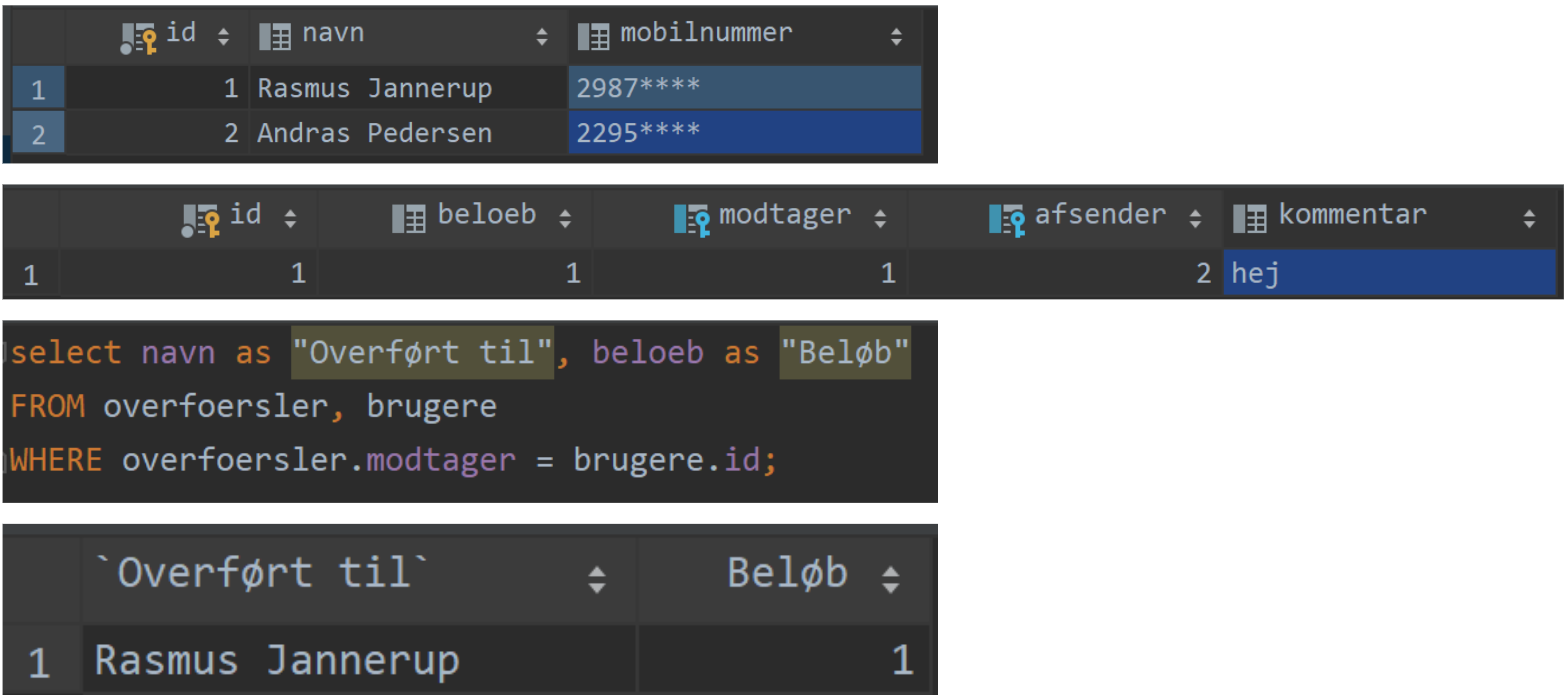 id navn mobilnummer
1 1 Rasmus Jannerup 2987****
2 2 Andras Pedersen 2295****
id beloeb modtager afsender kommentar
1 1 1 1 2 hej
select navn as "Overført til", beloeb as "Beløb"
FROM overfoersler, brugere
WHERE overfoersler.modtager = brugere.id;
`Overført til` Beløb
1 Rasmus Jannerup 1